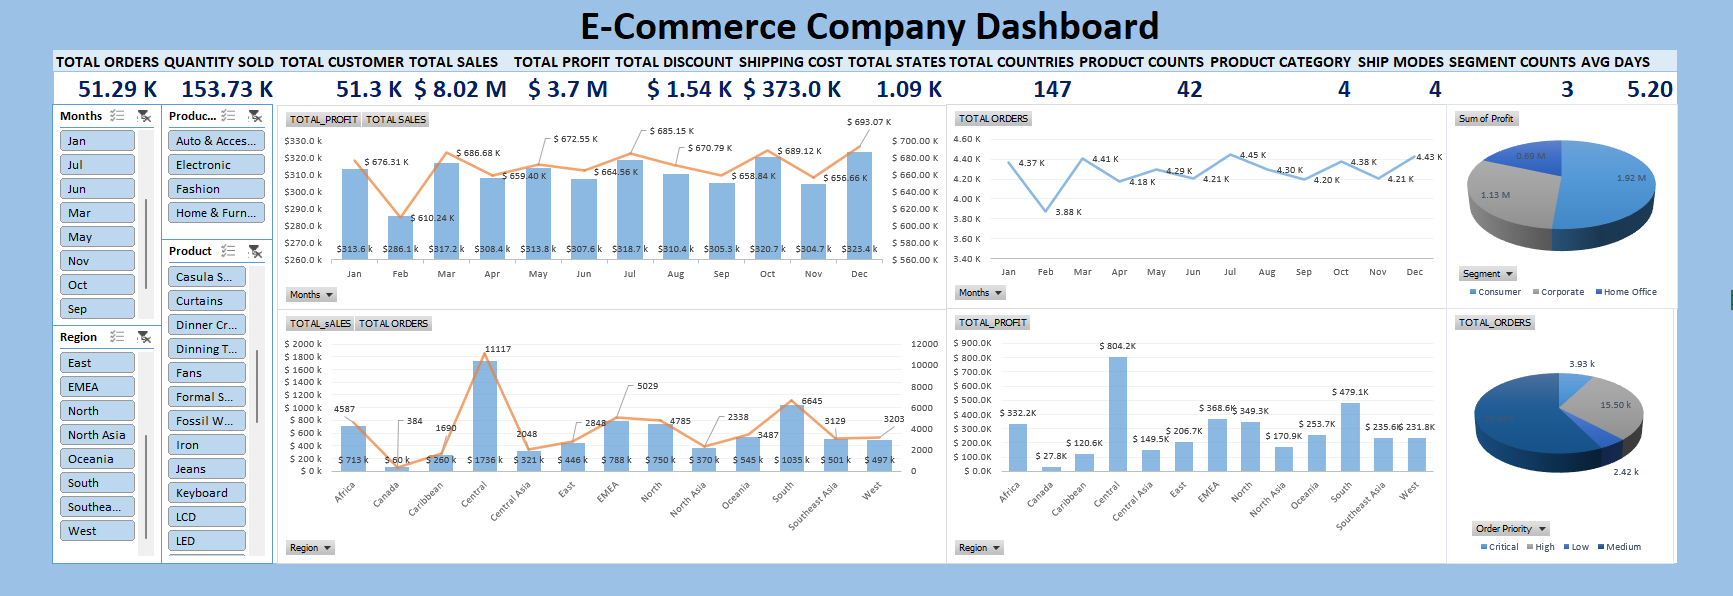 E-Commerce Company Dashboard
TOTAL ORDERS QUANTITY SOLD TOTAL CUSTOMER TOTAL SALES TOTAL PROFIT TOTAL DISCOUNT SHIPPING COST TOTAL STATES TOTAL COUNTRIES PRODUCT COUNTS PRODUCT CATEGORY SHIP MODES SEGMENT COUNTS AVG DAYS
51.29 K 153.73 K 51.3 K $ 8.02 M $ 3.7 M $ 1.54 K $ 373.0 K 1.09 K 147 42 4 4 3 5.20
Months
Jan
Jul
Jun
Mar
May
Nov
Oct
Sep
Region
East
EMEA
North
North Asia
Oceania
South
Southea...
West
Produc...
Auto & Acces...
Electronic
Fashion
Home & Furn...
Product
Casula S...
Curtains
Dinner Cr...
Dinning T...
Fans
Formal S...
Fossil W...
Iron
Jeans
Keyboard
LCD
LED
TOTAL_PROFIT TOTAL SALES
$330.0 k
$320.0 k
$310.0 k
$300.0 k
$290.0 k
$280.0 k
$270.0 k
$260.0 k
$ 676.31 K $ 610.24 K $ 686.68 K $ 659.40 K $ 672.55 K $ 664.56 K $ 685.15 K $ 670.79 K $ 658.84 K $ 689.12 K $ 656.66 K $ 693.07 K
$313.6 k $286.1 k $317.2 k $308.4 k $313.8 k $307.6 k $318.7 k $310.4 k $305.3 k $320.7 k $304.7 k $323.4 k
$ 700.00 K
$ 680.00 K
$ 660.00 K
$ 640.00 K
$ 620.00 K
$ 600.00 K
$ 580.00 K
$ 560.00 K
Jan Feb Mar Apr May Jun Jul Aug Sep Oct Nov Dec
Months
TOTAL ORDERS
4.60 K
4.40 K
4.20 K
4.00 K
3.80 K
3.60 K
3.40 K
4.37 K 3.88 K 4.41 K 4.18 K 4.29 K 4.21 K 4.45 K 4.30 K 4.20 K 4.38 K 4.21 K 4.43 K
Jan Feb Mar Apr May Jun Jul Aug Sep Oct Nov Dec
Months
Sum of Profit
0.69 M
1.92 M
1.13 M
Segment
Consumer Corporate Home Office
TOTAL_sALES TOTAL ORDERS
$ 2000 k
$ 1800 k
$ 1600 k
$ 1400 k
$ 1200 k
$ 1000 k
$ 800 k
$ 600 k
$ 400 k
$ 200 k
$ 0 k
4587 384 1690 11117 2048 2848 5029 4785 2338 3487 6645 3129 3203
$ 713 k $ 60 k $ 260 k $ 1736 k $ 321 k $ 446 k $ 788 k $ 750 k $ 370 k $ 545 k $ 1035 k $ 501 k $ 497 k
12000
10000
8000
6000
4000
2000
0
Africa Canada Caribbean Central Central Asia East EMEA North North Asia Oceania South Southeast Asia West
Region
TOTAL_PROFIT
$ 900.0K
$ 800.0K
$ 700.0K
$ 600.0K
$ 500.0K
$ 400.0K
$ 300.0K
$ 200.0K
$ 100.0K
$ 0.0K
$ 332.2K $ 27.8K $ 120.6K $ 804.2K $ 149.5K $ 206.7K $ 368.6K $ 349.3K $ 170.9K $ 253.7K $ 479.1K $ 235.6K $ 231.8K
Africa Canada Caribbean Central Central Asia East EMEA North North Asia Oceania South Southeast Asia West
Region
TOTAL_ORDERS
3.93 k
15.50 k
2.42 k
Order Priority
Critical High Low Medium